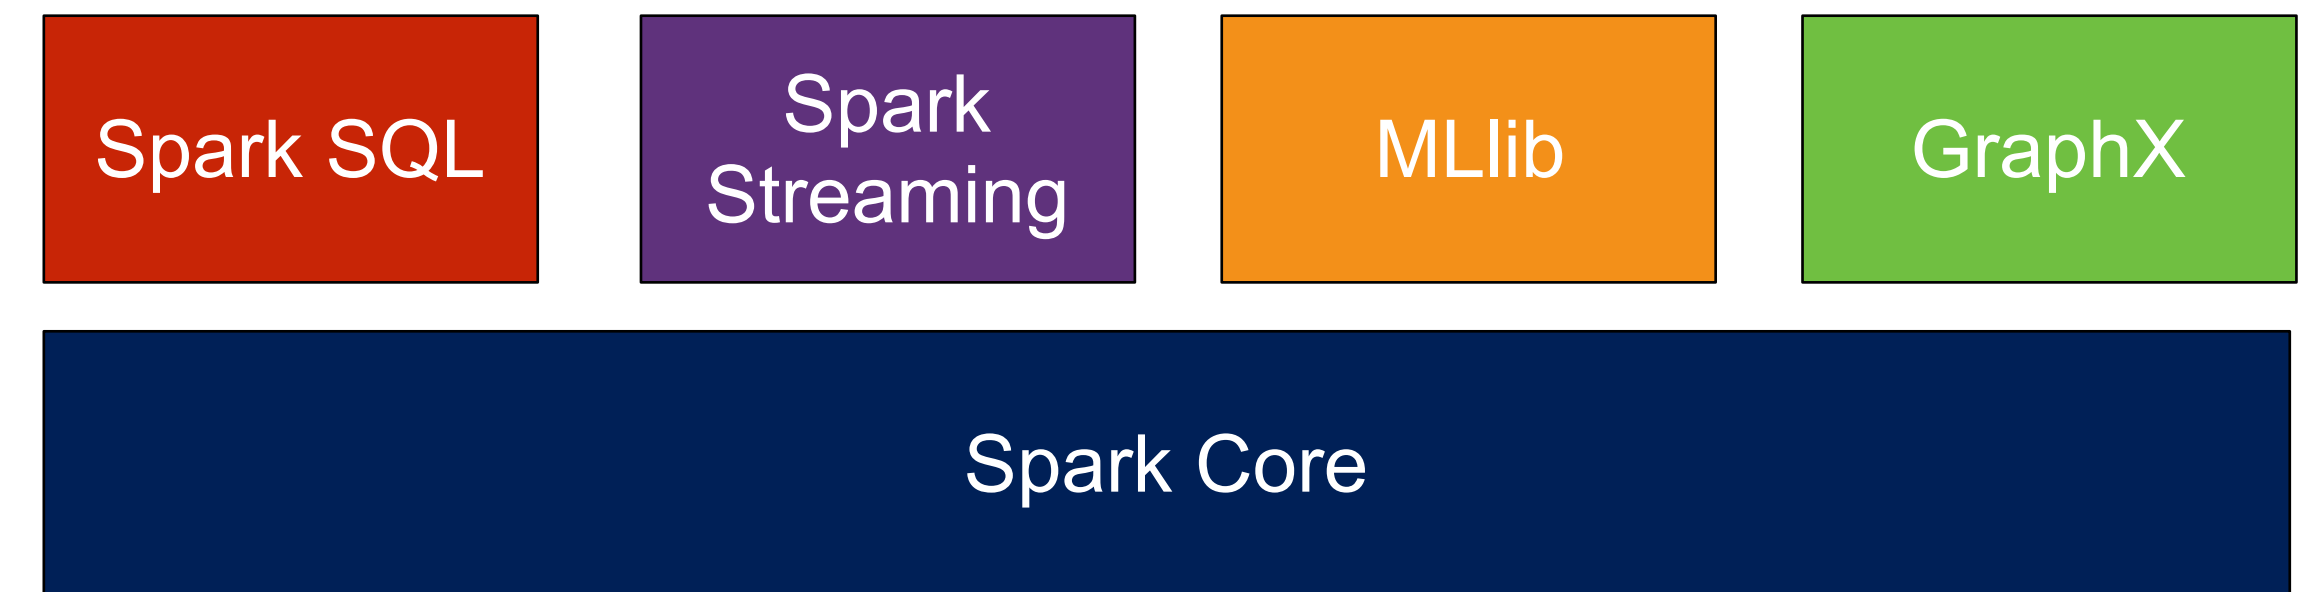 Spark SQL
Spark
Streaming
MLlib
GraphX
Spark Core